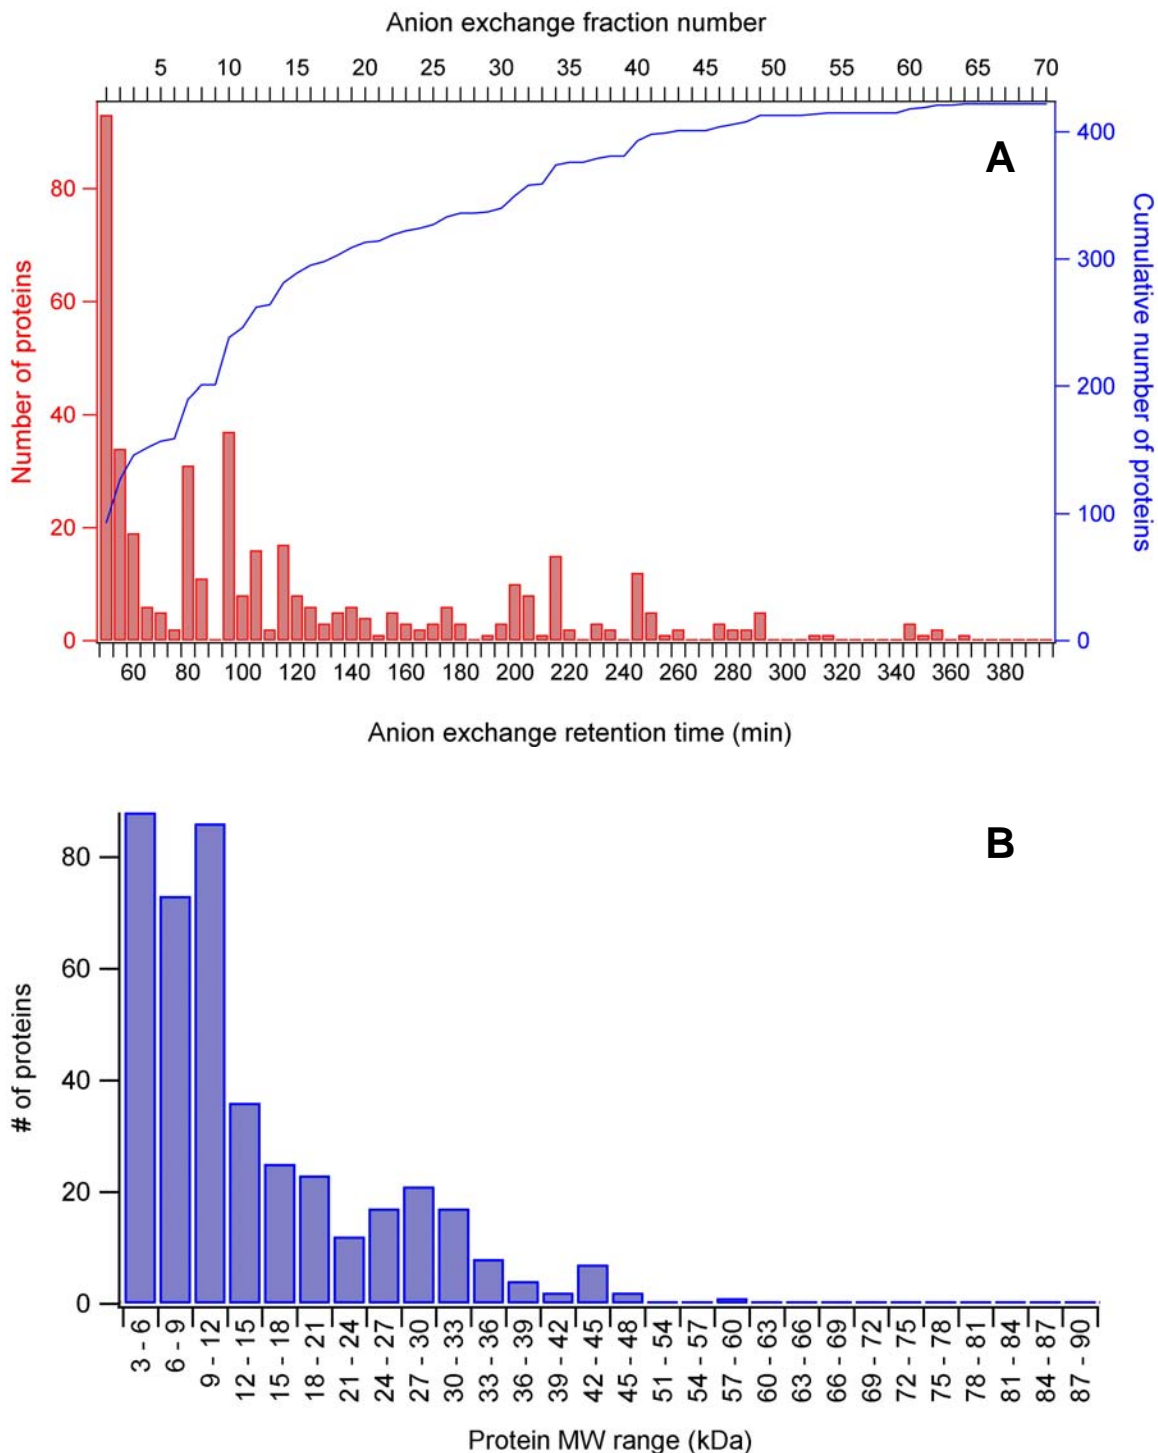 Anion exchange fraction number
5 10 15 20 25 30 35 40 45 50 55 60 65 70
A
80
60
40
20
0
Number of proteins
400
300
200
100
0
Cumulative number of proteins
60 80 100 120 140 160 180 200 220 240 260 280 300 320 340 360 380
Anion exchange retention time (min)
B
80
60
40
20
0
# of proteins
3 - 6
6 - 9
9 - 12
12 - 15
15 - 18
18 - 21
21 - 24
24 - 27
27 - 30
30 - 33
33 - 36
36 - 39
39 - 42
42 - 45
45 - 48
51 - 54
54 - 57
57 - 60
60 - 63
63 - 66
66 - 69
69 - 72
72 - 75
75 - 78
78 - 81
81 - 84
84 - 87
87 - 90
Protein MW range (kDa)